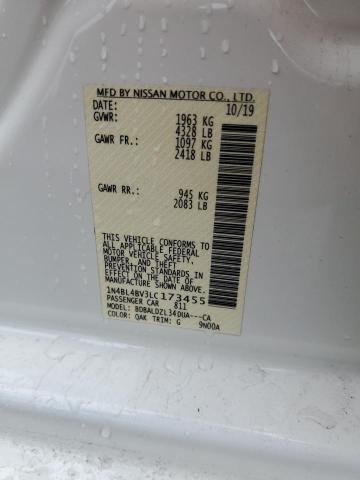 MFD BY NISSAN MOTOR CO., LTD.
DATE: 10/19
GVWR: 1963 KG
4328 LB
GAWR FR: 1097 KG
2418 LB
GAWR RR: 945 KG
2083 LB
THIS VEHICLE CONFORMS TO
ALL APPLICABLE FEDERAL
MOTOR VEHICLE SAFETY,
BUMPER, AND THEFT
PREVENTION STANDARDS IN
EFFECT ON THE DATE OF
MANUFACTURE SHOWN ABOVE.
1N4BL4BV3LC173455
PASSENGER CAR 811
MODEL: BDBALDZL34DUA---CA
COLOR: QAK TRIM: G 9N00A